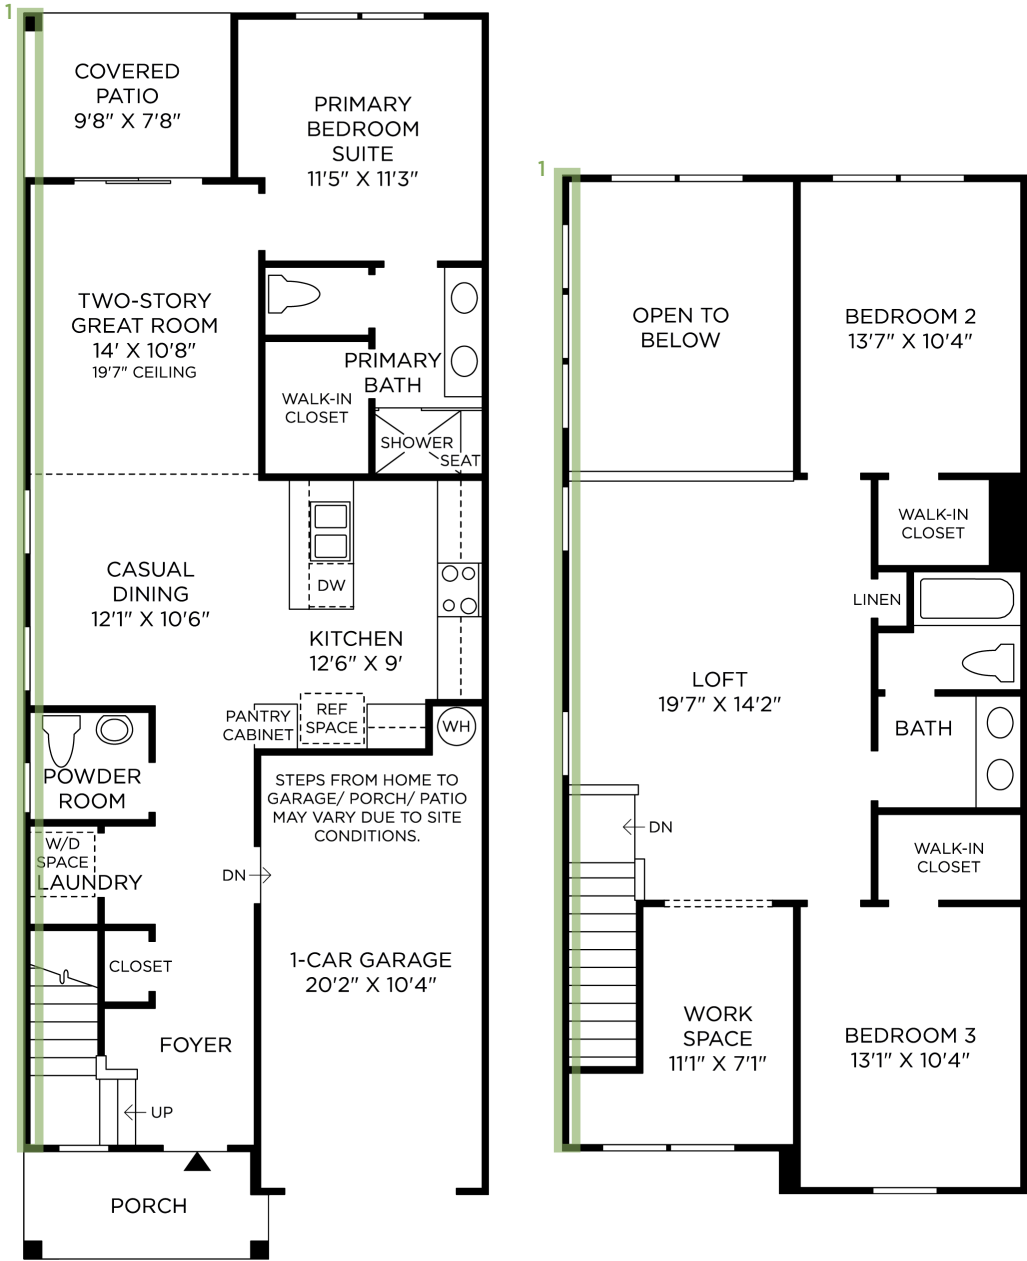 1
COVERED
PATIO
9'8" X 7'8"
PRIMARY
BEDROOM
SUITE
11'5" X 11'3"
TWO-STORY
GREAT ROOM
14' X 10'8"
19'7" CEILING
PRIMARY
BATH
WALK-IN
CLOSET
SHOWER
SEAT
CASUAL
DINING
12'1" X 10'6"
DW
KITCHEN
12'6" X 9'
PANTRY
CABINET
REF
SPACE
WH
POWDER
ROOM
STEPS FROM HOME TO
GARAGE/ PORCH/ PATIO
MAY VARY DUE TO SITE
CONDITIONS.
W/D
SPACE
LAUNDRY
DN
CLOSET
1-CAR GARAGE
20'2" X 10'4"
FOYER
UP
PORCH
1
OPEN TO
BELOW
BEDROOM 2
13'7" X 10'4"
WALK-IN
CLOSET
LINEN
LOFT
19'7" X 14'2"
BATH
DN
WALK-IN
CLOSET
WORK
SPACE
11'1" X 7'1"
BEDROOM 3
13'1" X 10'4"